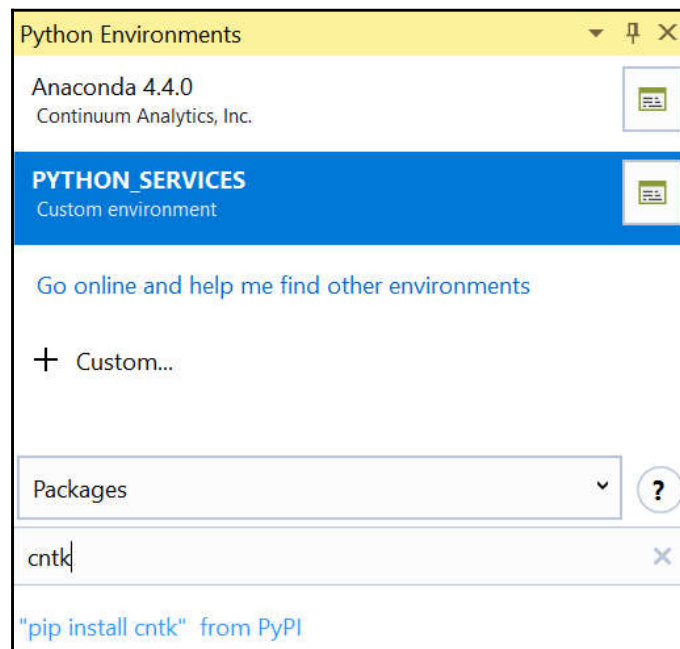 Python Environments
Anaconda 4.4.0
Continuum Analytics, Inc.
PYTHON_SERVICES
Custom environment
Go online and help me find other environments
+ Custom...
Packages
?
cntk
"pip install cntk" from PyPI